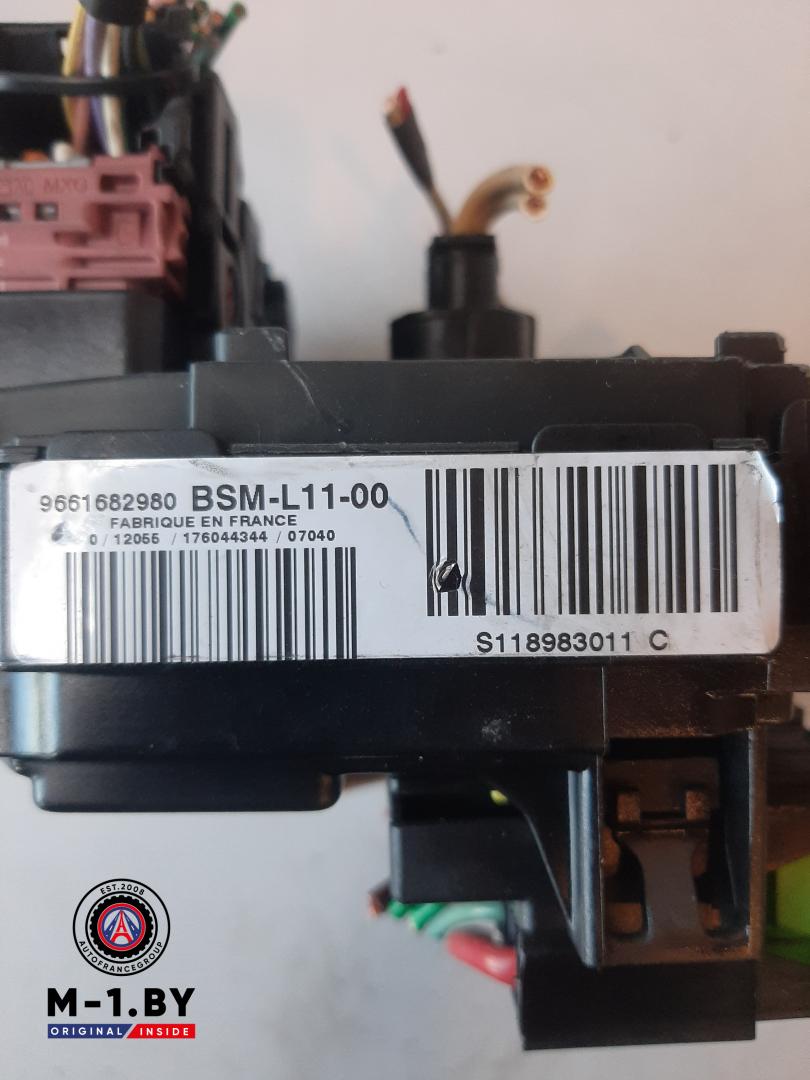 MXO
9661682980 BSM-L11-00
FABRIQUE EN FRANCE
0 / 12055 / 176044344 / 07040
S118983011 C
EST.2008
AUTOFRANCEGROUP
M-1.BY
ORIGINAL INSIDE